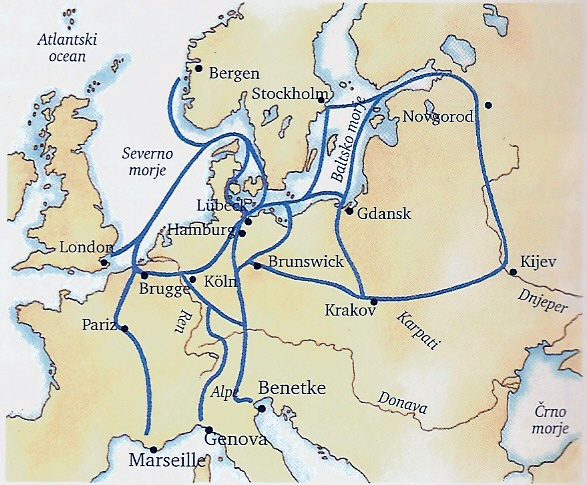 Atlantski
ocean
Bergen
Stockholm
Novgorod
Severno
morje
Baltsko morje
Lübeck
Gdansk
Hamburg
London
Brunswick
Kijev
Brugge
Köln
Krakov
Dnjeper
Pariz
Ren
Karpati
Alpe
Benetke
Donava
Črno
morje
Genova
Marseille